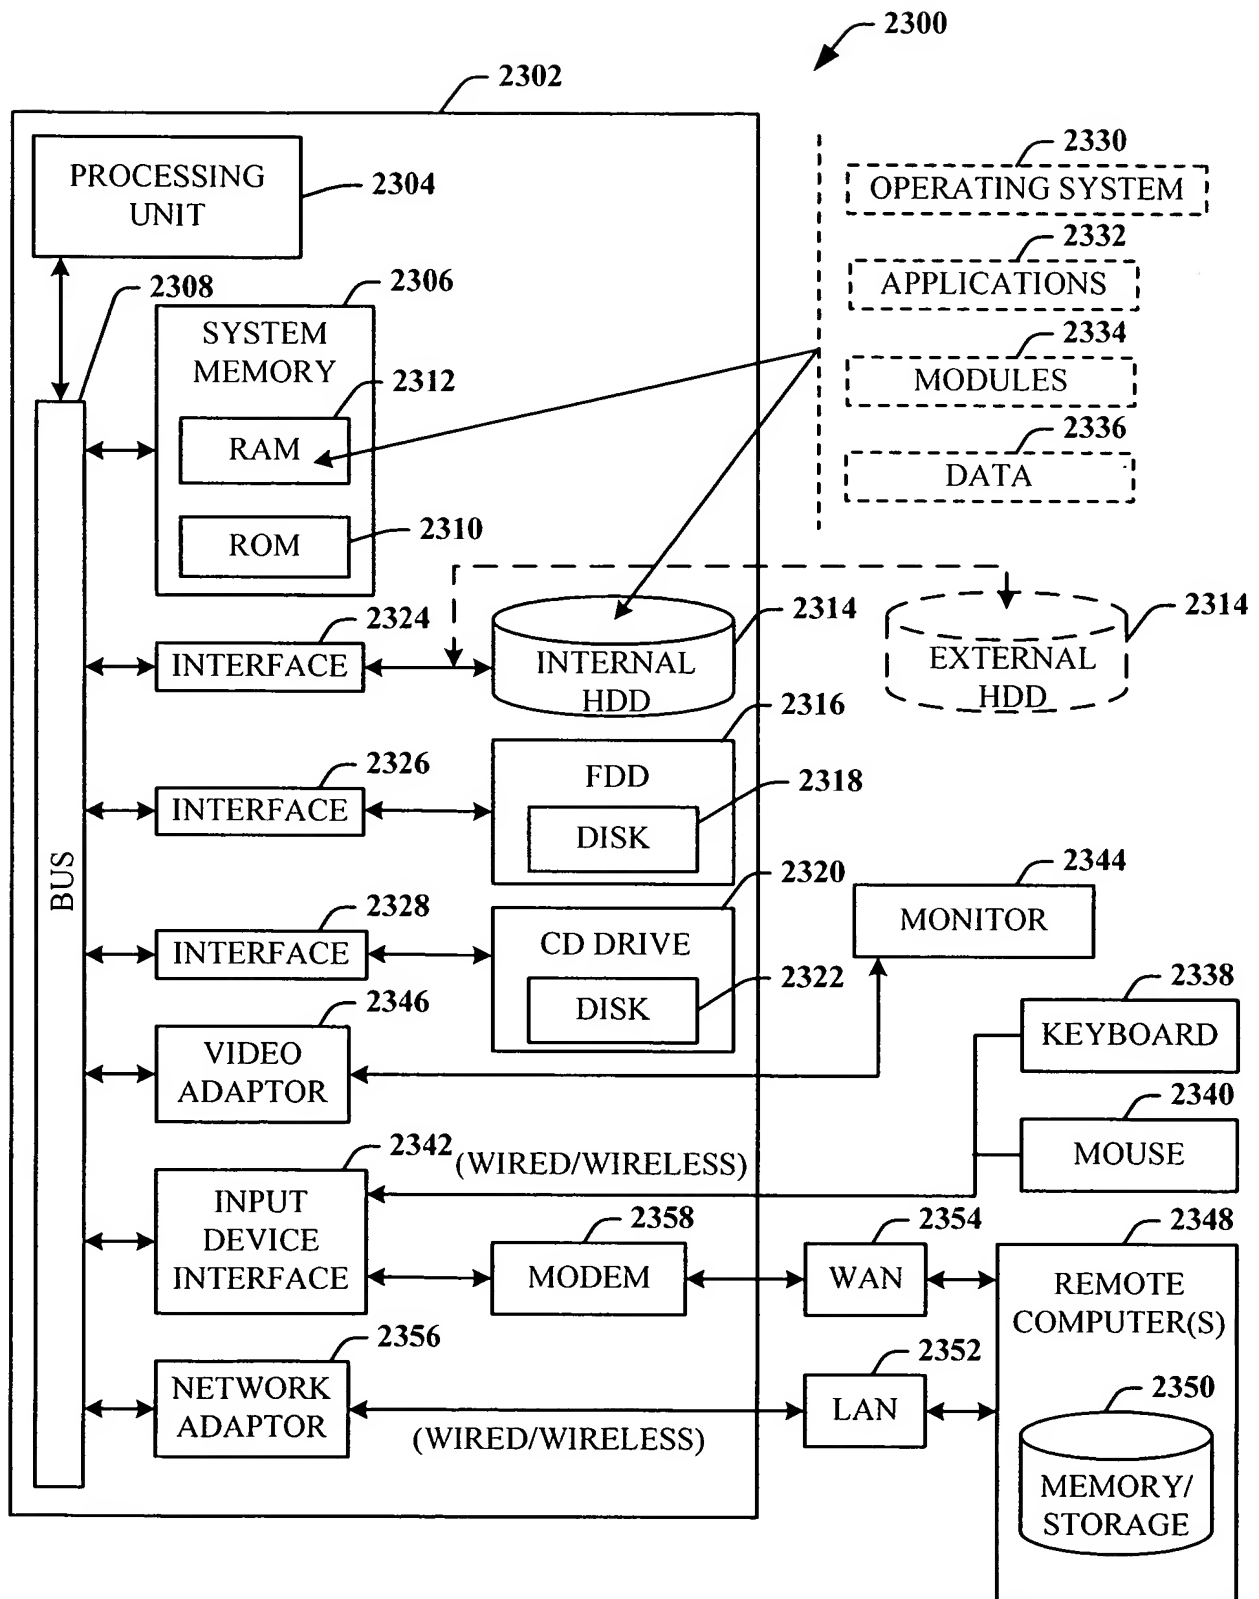 2300
2302
PROCESSING
UNIT
2304
2330
OPERATING SYSTEM
2332
APPLICATIONS
2334
MODULES
2336
DATA
2308
2306
SYSTEM
MEMORY
2312
RAM
2310
ROM
2324
INTERFACE
2314
INTERNAL
HDD
2314
EXTERNAL
HDD
2316
2326
INTERFACE
FDD
2318
DISK
BUS
2320
2328
INTERFACE
CD DRIVE
2322
DISK
2344
MONITOR
2338
KEYBOARD
2346
VIDEO
ADAPTOR
2340
MOUSE
2342
(WIRED/WIRELESS)
INPUT
DEVICE
INTERFACE
2358
MODEM
2354
WAN
2348
REMOTE
COMPUTER(S)
2356
NETWORK
ADAPTOR
(WIRED/WIRELESS)
2352
LAN
2350
MEMORY/
STORAGE